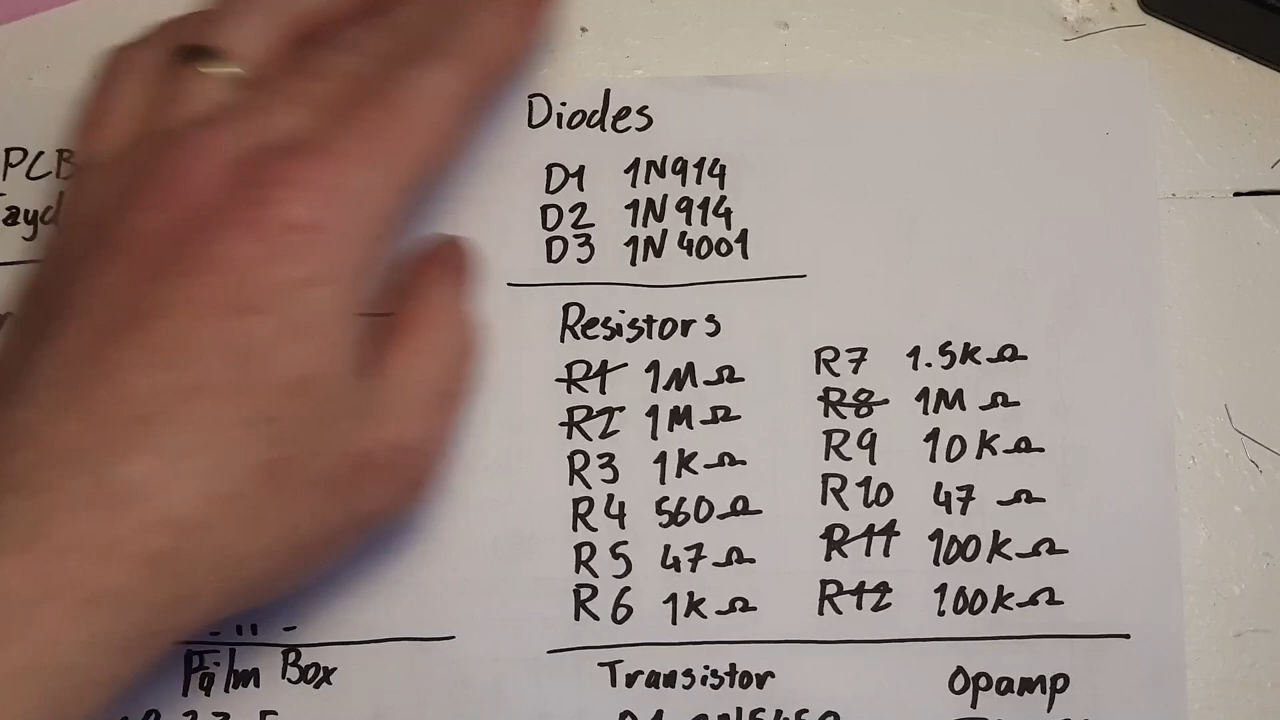 PCB
Diodes
D1 1N914
D2 1N914
D3 1N4001
Resistors
R1 1MΩ
R2 1MΩ
R3 1KΩ
R4 560Ω
R5 47Ω
R6 1KΩ
R7 1.5KΩ
R8 1MΩ
R9 10KΩ
R10 47Ω
R11 100KΩ
R12 100KΩ
Film Box
Transistor
Opamp